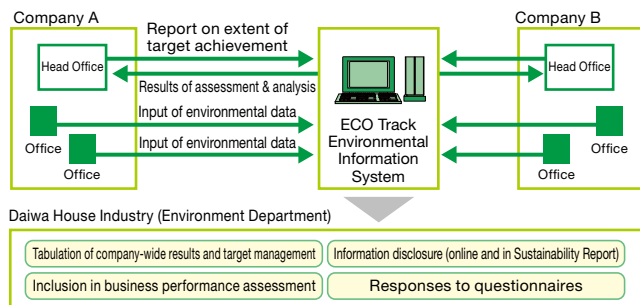 Company A
Company B
Report on extent of
target achievement
Head Office
Head Office
Results of assessment & analysis
Input of environmental data
Office
Office
Input of environmental data
Office
Office
ECO Track
Environmental
Information
System
Daiwa House Industry (Environment Department)
Tabulation of company-wide results and target management
Information disclosure (online and in Sustainability Report)
Inclusion in business performance assessment
Responses to questionnaires